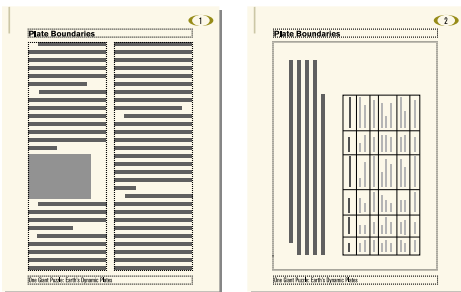 1
Plate Boundaries
One Giant Puzzle: Earth's Dynamic Plates
2
Plate Boundaries
One Giant Puzzle: Earth's Dynamic Plates